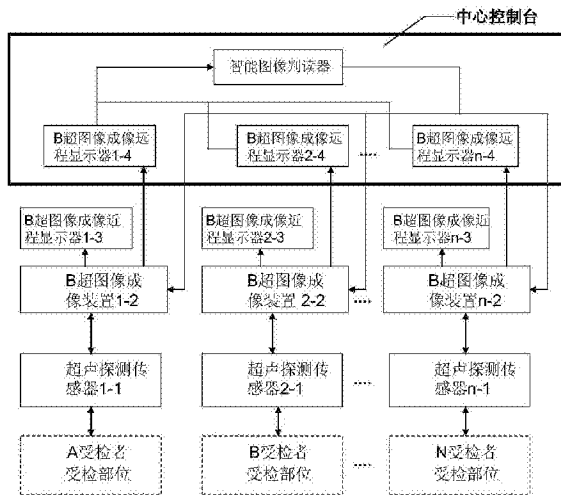 中心控制台
智能图像判读器
B超图像成像远
程显示器1-4
B超图像成像远
程显示器2-4
....
B超图像成像远
程显示器n-4
B超图像成像近
程显示器1-3
B超图像成像近
程显示器2-3
B超图像成像近
程显示器n-3
B超图像成
像装置1-2
B超图像成
像装置 2-2
....
B超图像成
像装置n-2
超声探测传
感器1-1
超声探测传
感器2-1
....
超声探测传
感器n-1
A受检者
受检部位
B受检者
受检部位
....
N受检者
受检部位